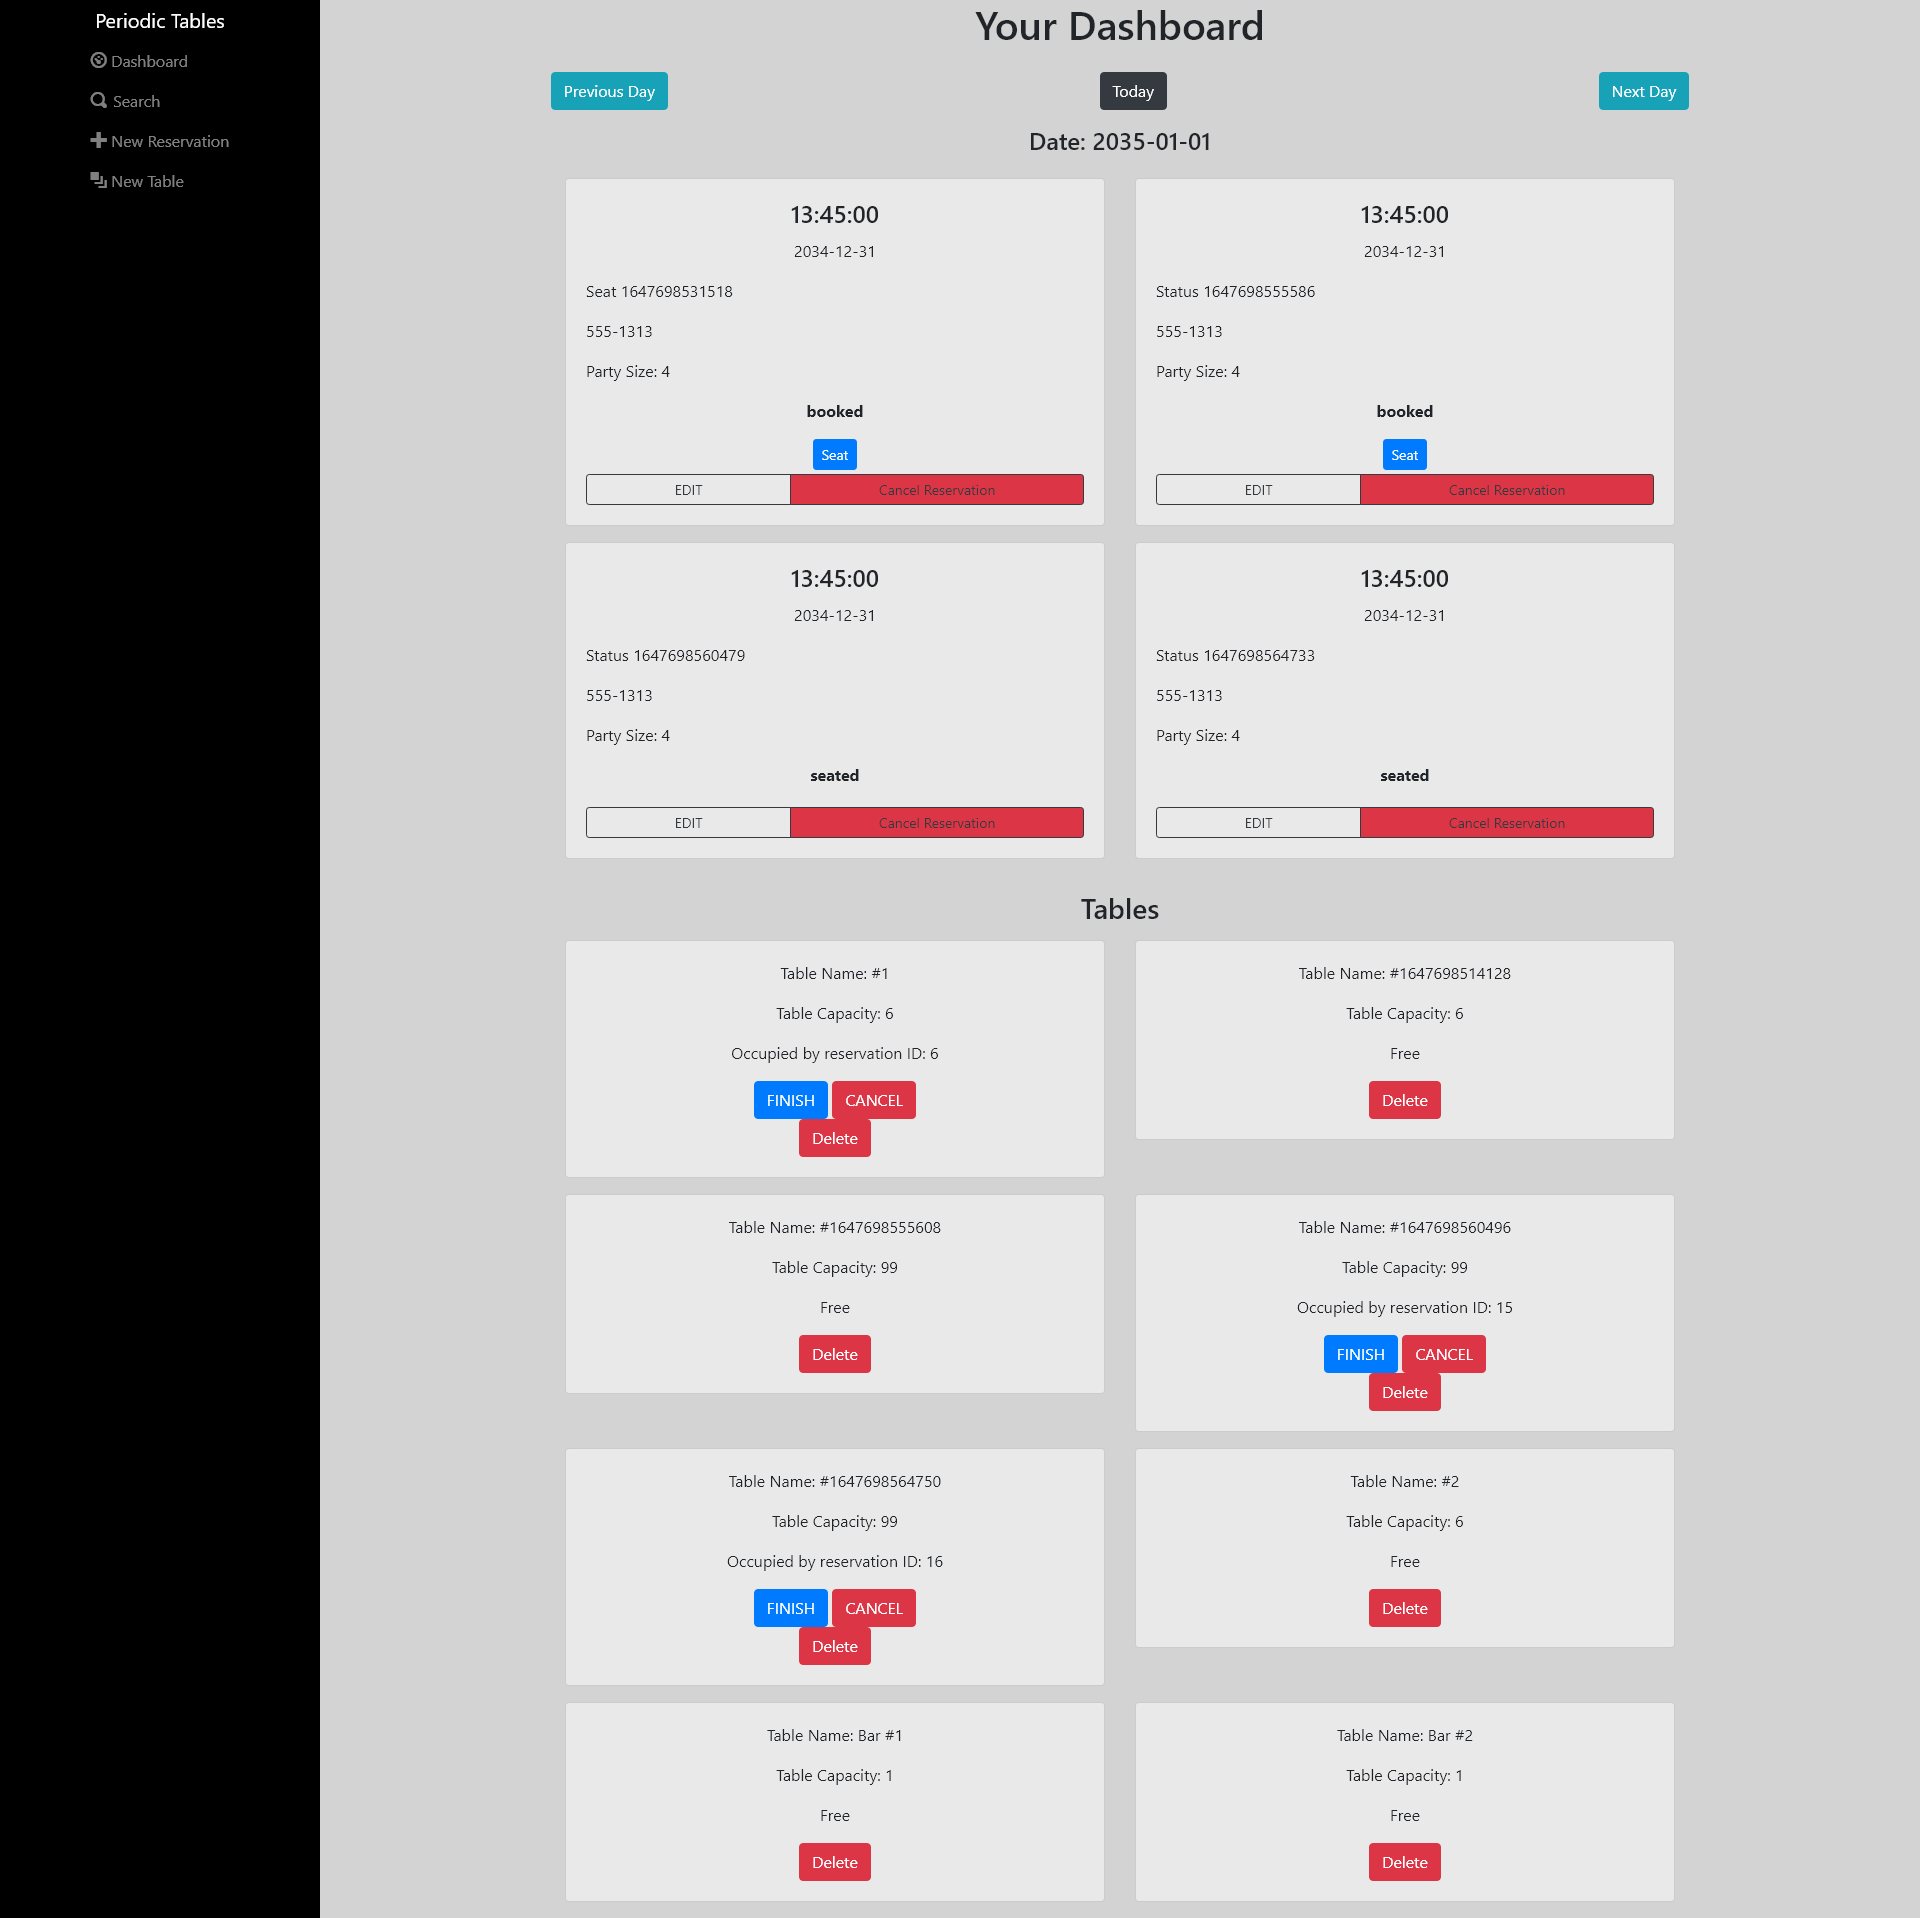 Periodic Tables
Dashboard
Search
New Reservation
New Table
Your Dashboard
Previous Day
Today
Next Day
Date: 2035-01-01
13:45:00
2034-12-31
Seat 1647698531518
555-1313
Party Size: 4
booked
Seat
EDIT
Cancel Reservation
13:45:00
2034-12-31
Status 1647698555586
555-1313
Party Size: 4
booked
Seat
EDIT
Cancel Reservation
13:45:00
2034-12-31
Status 1647698560479
555-1313
Party Size: 4
seated
EDIT
Cancel Reservation
13:45:00
2034-12-31
Status 1647698564733
555-1313
Party Size: 4
seated
EDIT
Cancel Reservation
Tables
Table Name: #1
Table Capacity: 6
Occupied by reservation ID: 6
FINISH
CANCEL
Delete
Table Name: #1647698514128
Table Capacity: 6
Free
Delete
Table Name: #1647698555608
Table Capacity: 99
Free
Delete
Table Name: #1647698560496
Table Capacity: 99
Occupied by reservation ID: 15
FINISH
CANCEL
Delete
Table Name: #1647698564750
Table Capacity: 99
Occupied by reservation ID: 16
FINISH
CANCEL
Delete
Table Name: #2
Table Capacity: 6
Free
Delete
Table Name: Bar #1
Table Capacity: 1
Free
Delete
Table Name: Bar #2
Table Capacity: 1
Free
Delete